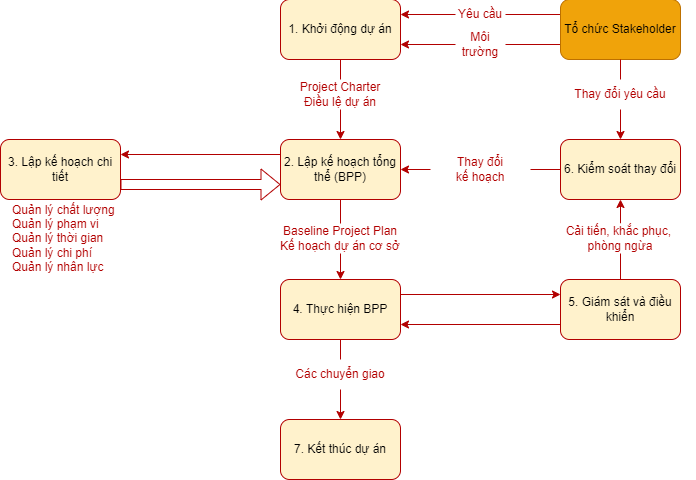 1. Khởi động dự án
Yêu cầu
Môi
trường
Tổ chức Stakeholder
Project Charter
Điều lệ dự án
Thay đổi yêu cầu
3. Lập kế hoạch chi
tiết
2. Lập kế hoạch tổng
thể (BPP)
Thay đổi
kế hoạch
6. Kiểm soát thay đổi
Quản lý chất lượng
Quản lý phạm vi
Quản lý thời gian
Quản lý chi phí
Quản lý nhân lực
Baseline Project Plan
Kế hoạch dự án cơ sở
Cải tiến, khắc phục,
phòng ngừa
4. Thực hiện BPP
5. Giám sát và điều
khiển
Các chuyển giao
7. Kết thúc dự án